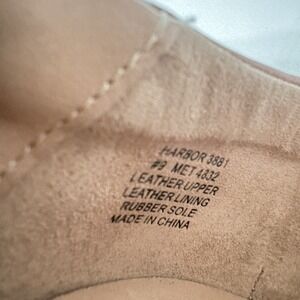 HARBOR 3881
#9 MET 4832
LEATHER UPPER
LEATHER LINING
RUBBER SOLE
MADE IN CHINA